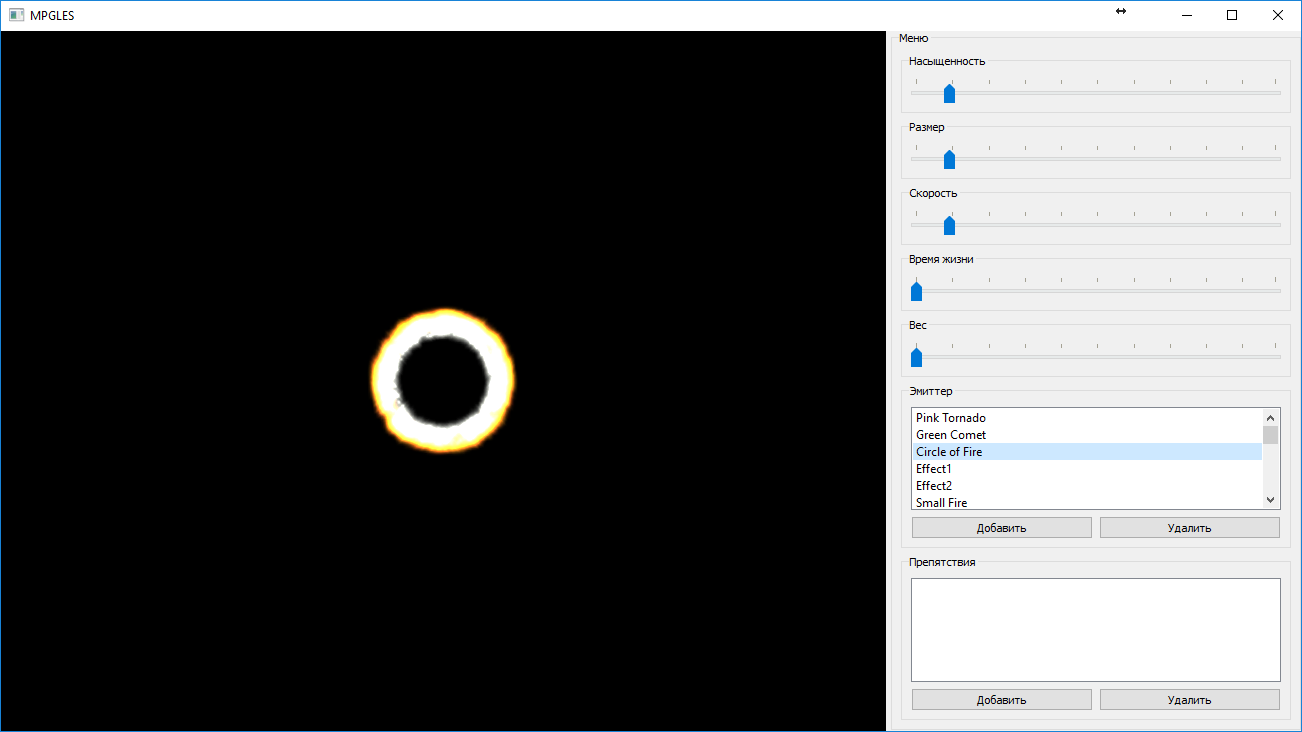 MPGLES
Меню
Насыщенность
Размер
Скорость
Время жизни
Вес
Эмиттер
Pink Tornado
Green Comet
Circle of Fire
Effect1
Effect2
Small Fire
Добавить Удалить
Препятствия
Добавить Удалить